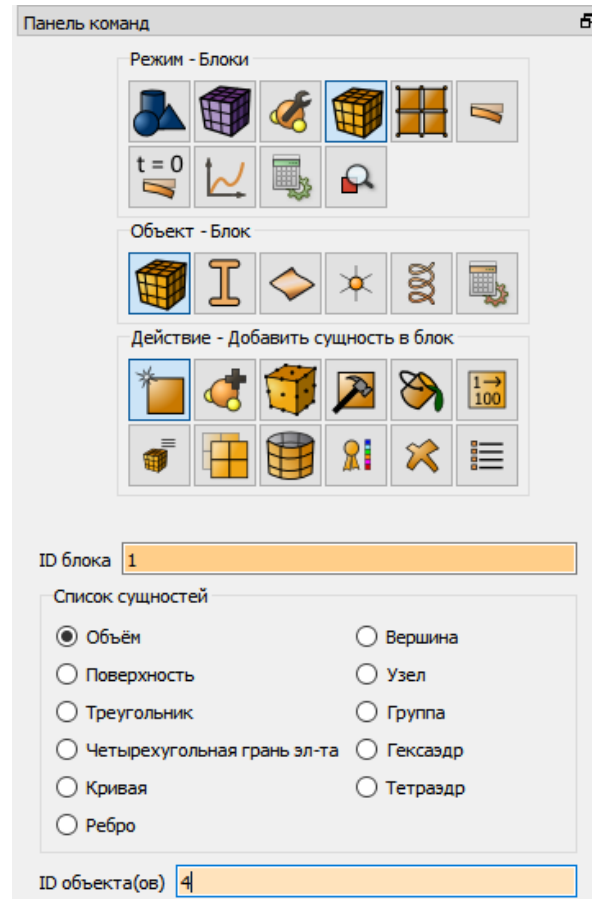 Панель команд
Режим - Блоки
t = 0
Объект - Блок
Действие - Добавить сущность в блок
1→
100
ID блока 1
Список сущностей
Объём Вершина
Поверхность Узел
Треугольник Группа
Четырехугольная грань эл-та Гексаэдр
Кривая Тетраэдр
Ребро
ID объекта(ов) 4